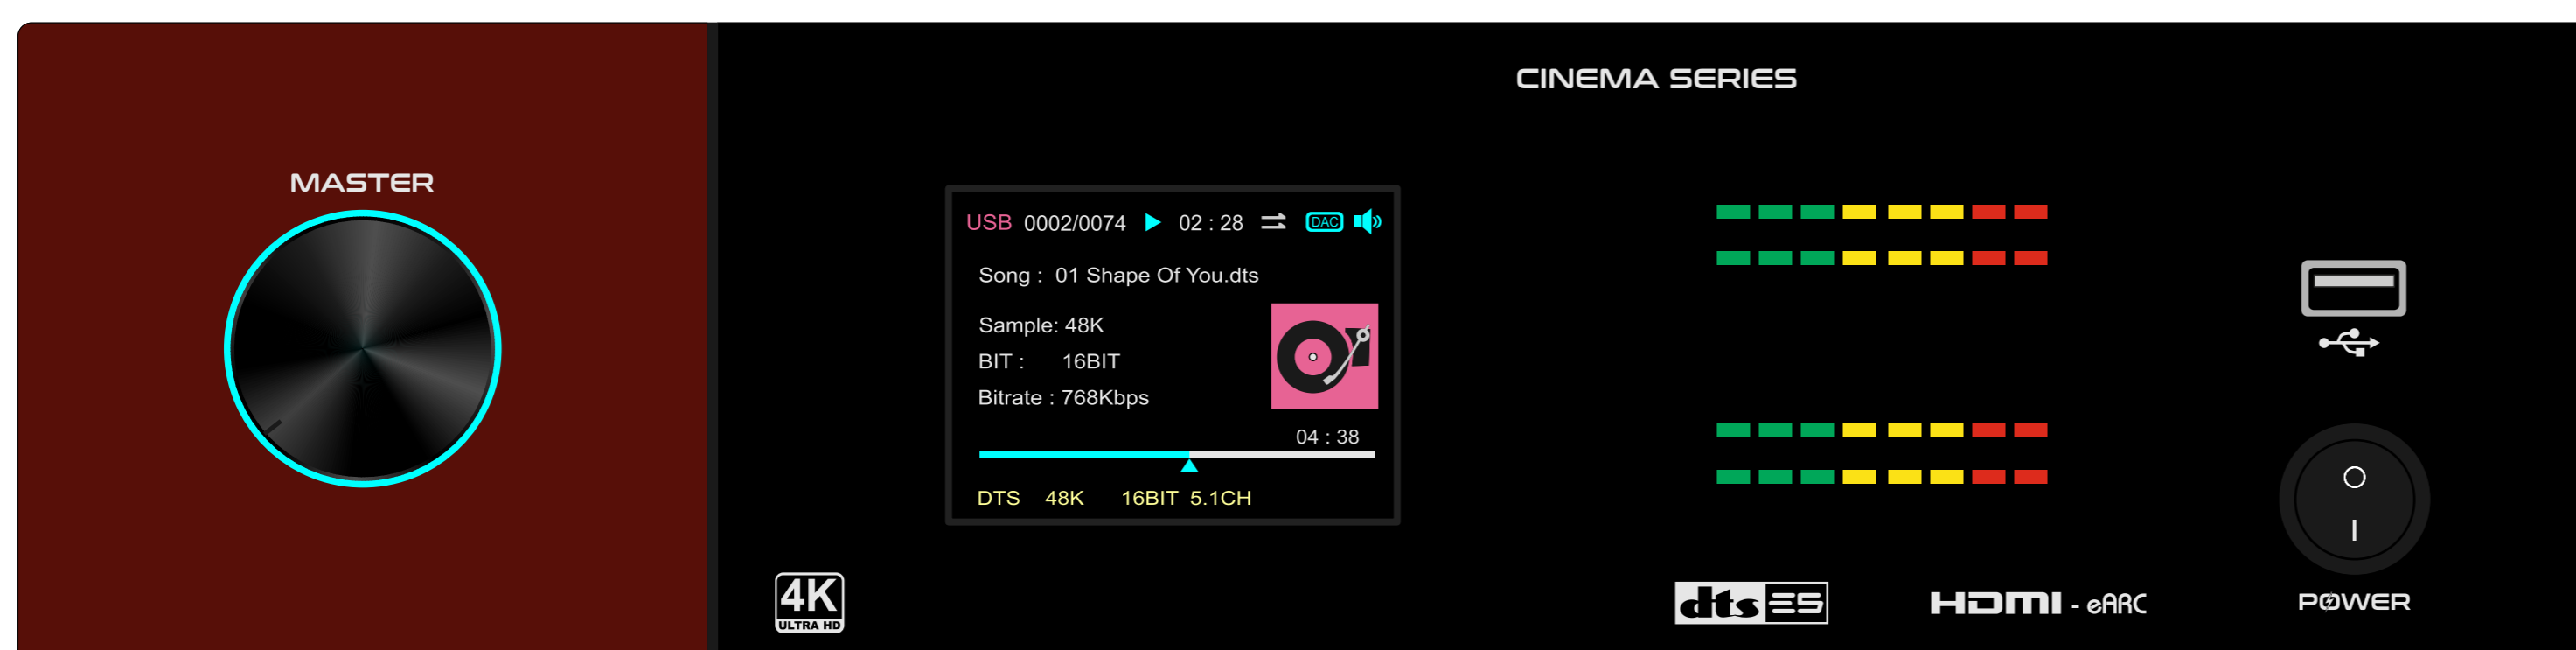 CINEMA SERIES
MASTER
USB 0002/0074 02 : 28 DAC
Song : 01 Shape Of You.dts
Sample: 48K
BIT : 16BIT
Bitrate : 768Kbps
04 : 38
DTS 48K 16BIT 5.1CH
4K
ULTRA HD
dts ES
HDMI - eARC
POWER